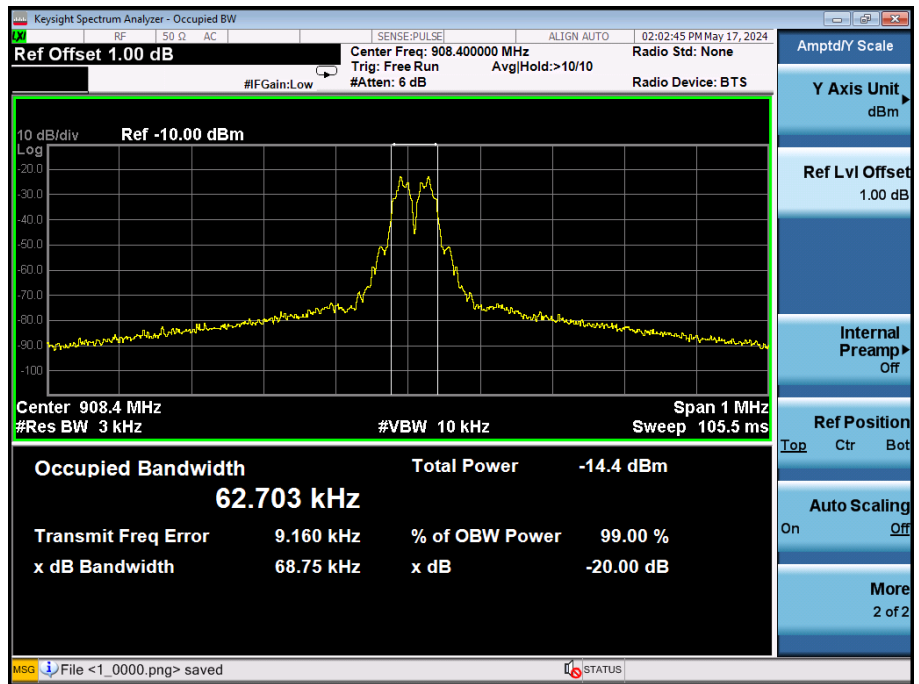 Keysight Spectrum Analyzer - Occupied BW
LXI RF 50 Ω AC SENSE:PULSE ALIGN AUTO 02:02:45 PM May 17, 2024
Ref Offset 1.00 dB
Center Freq: 908.400000 MHz
Radio Std: None
Trig: Free Run Avg|Hold:>10/10
#IFGain:Low
#Atten: 6 dB
Radio Device: BTS
10 dB/div Ref -10.00 dBm
Log
-20.0
-30.0
-40.0
-50.0
-60.0
-70.0
-80.0
-90.0
-100
Center 908.4 MHz Span 1 MHz
#Res BW 3 kHz #VBW 10 kHz Sweep 105.5 ms
Occupied Bandwidth Total Power -14.4 dBm
62.703 kHz
Transmit Freq Error 9.160 kHz % of OBW Power 99.00 %
x dB Bandwidth 68.75 kHz x dB -20.00 dB
Amptd/Y Scale
Y Axis Unit
dBm
Ref Lvl Offset
1.00 dB
Internal
Preamp
Off
Ref Position
Top Ctr Bot
Auto Scaling
On Off
More
2 of 2
MSG File <1_0000.png> saved STATUS